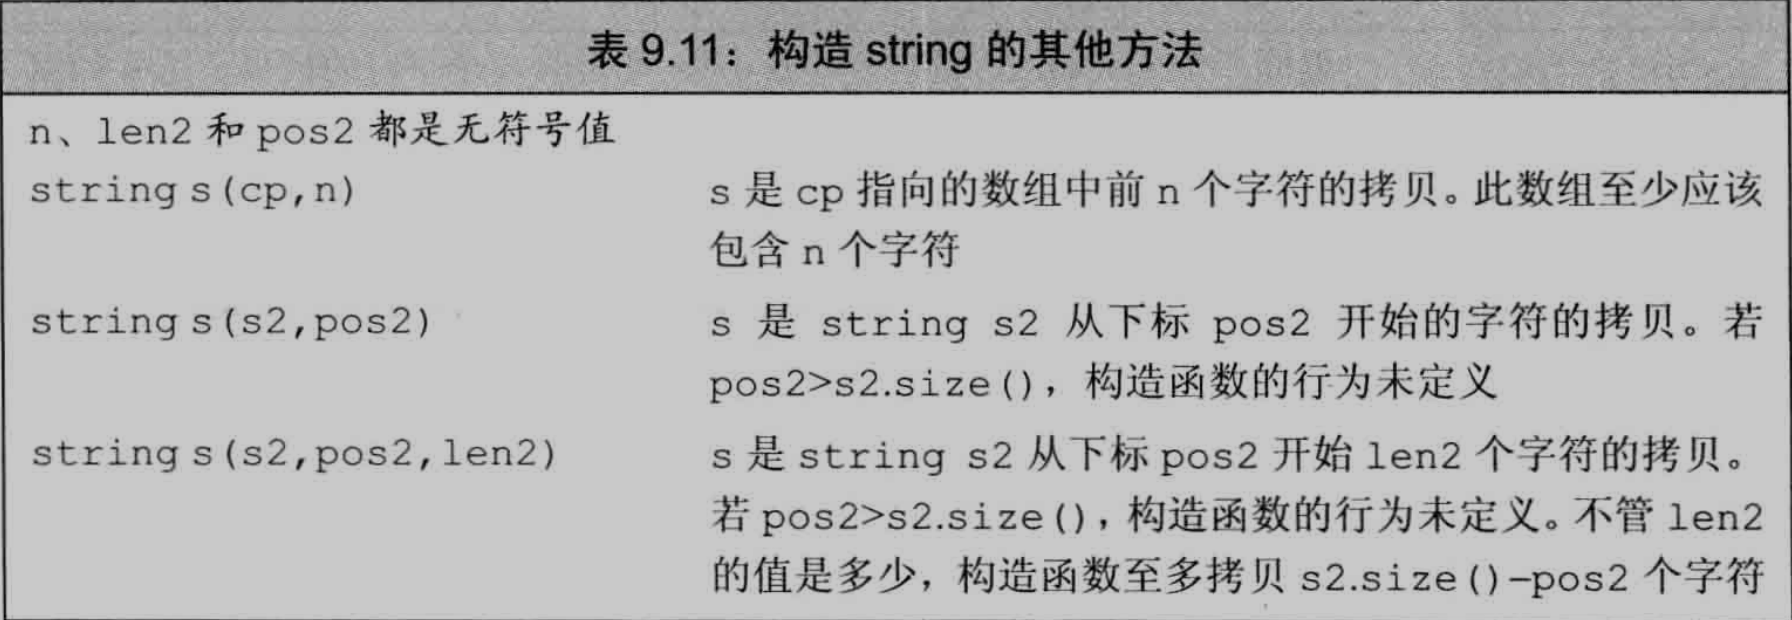 表 9.11：构造 string 的其他方法
n、len2 和 pos2 都是无符号值
string s(cp,n)
s 是 cp 指向的数组中前 n 个字符的拷贝。此数组至少应该
包含 n 个字符
string s(s2,pos2)
s 是 string s2 从下标 pos2 开始的字符的拷贝。若
pos2>s2.size()，构造函数的行为未定义
string s(s2,pos2,len2)
s 是 string s2 从下标 pos2 开始 len2 个字符的拷贝。
若 pos2>s2.size()，构造函数的行为未定义。不管 len2
的值是多少，构造函数至多拷贝 s2.size()–pos2 个字符